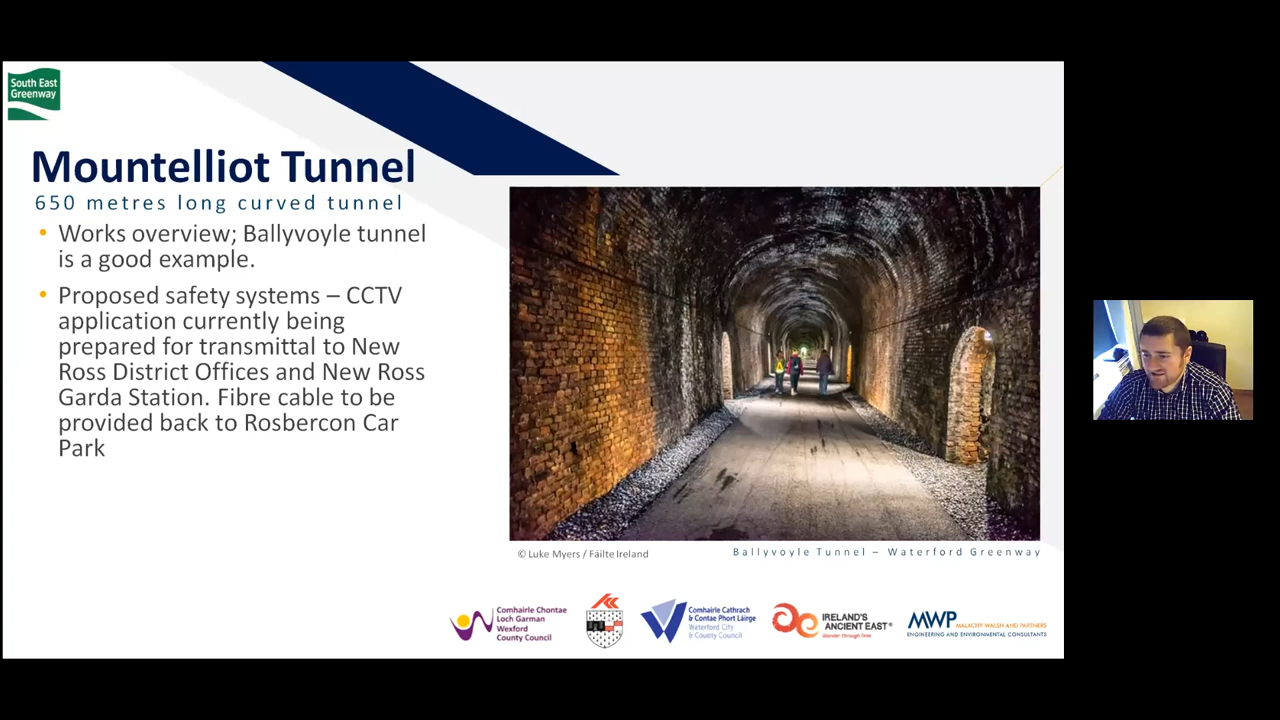 South East
Greenway
Mountelliot Tunnel
650 metres long curved tunnel
• Works overview; Ballyvoyle tunnel
is a good example.
• Proposed safety systems – CCTV
application currently being
prepared for transmittal to New
Ross District Offices and New Ross
Garda Station. Fibre cable to be
provided back to Rosbercon Car
Park
© Luke Myers / Fáilte Ireland
Ballyvoyle Tunnel – Waterford Greenway
Comhairle Chontae
Loch Garman
Wexford
County Council
Comhairle Cathrach
& Contae Phort Láirge
Waterford City
& County Council
IRELAND'S
ANCIENT EAST®
Wander Through Time
MWP MALACHY WALSH AND PARTNERS
ENGINEERING AND ENVIRONMENTAL CONSULTANTS